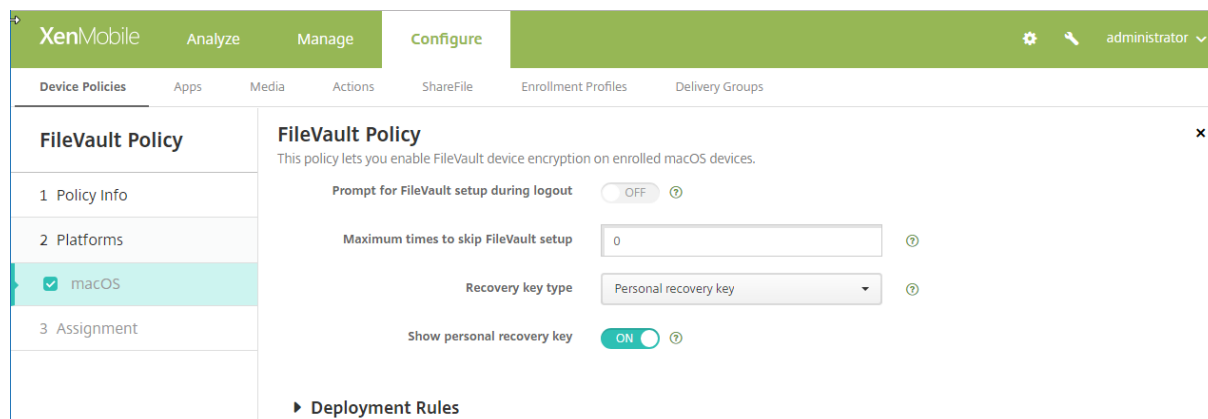 XenMobile Analyze Manage Configure administrator
Device Policies Apps Media Actions ShareFile Enrollment Profiles Delivery Groups
FileVault Policy
1 Policy Info
2 Platforms
macOS
3 Assignment
FileVault Policy
This policy lets you enable FileVault device encryption on enrolled macOS devices.
Prompt for FileVault setup during logout OFF ?
Maximum times to skip FileVault setup 0 ?
Recovery key type Personal recovery key ?
Show personal recovery key ON ?
Deployment Rules